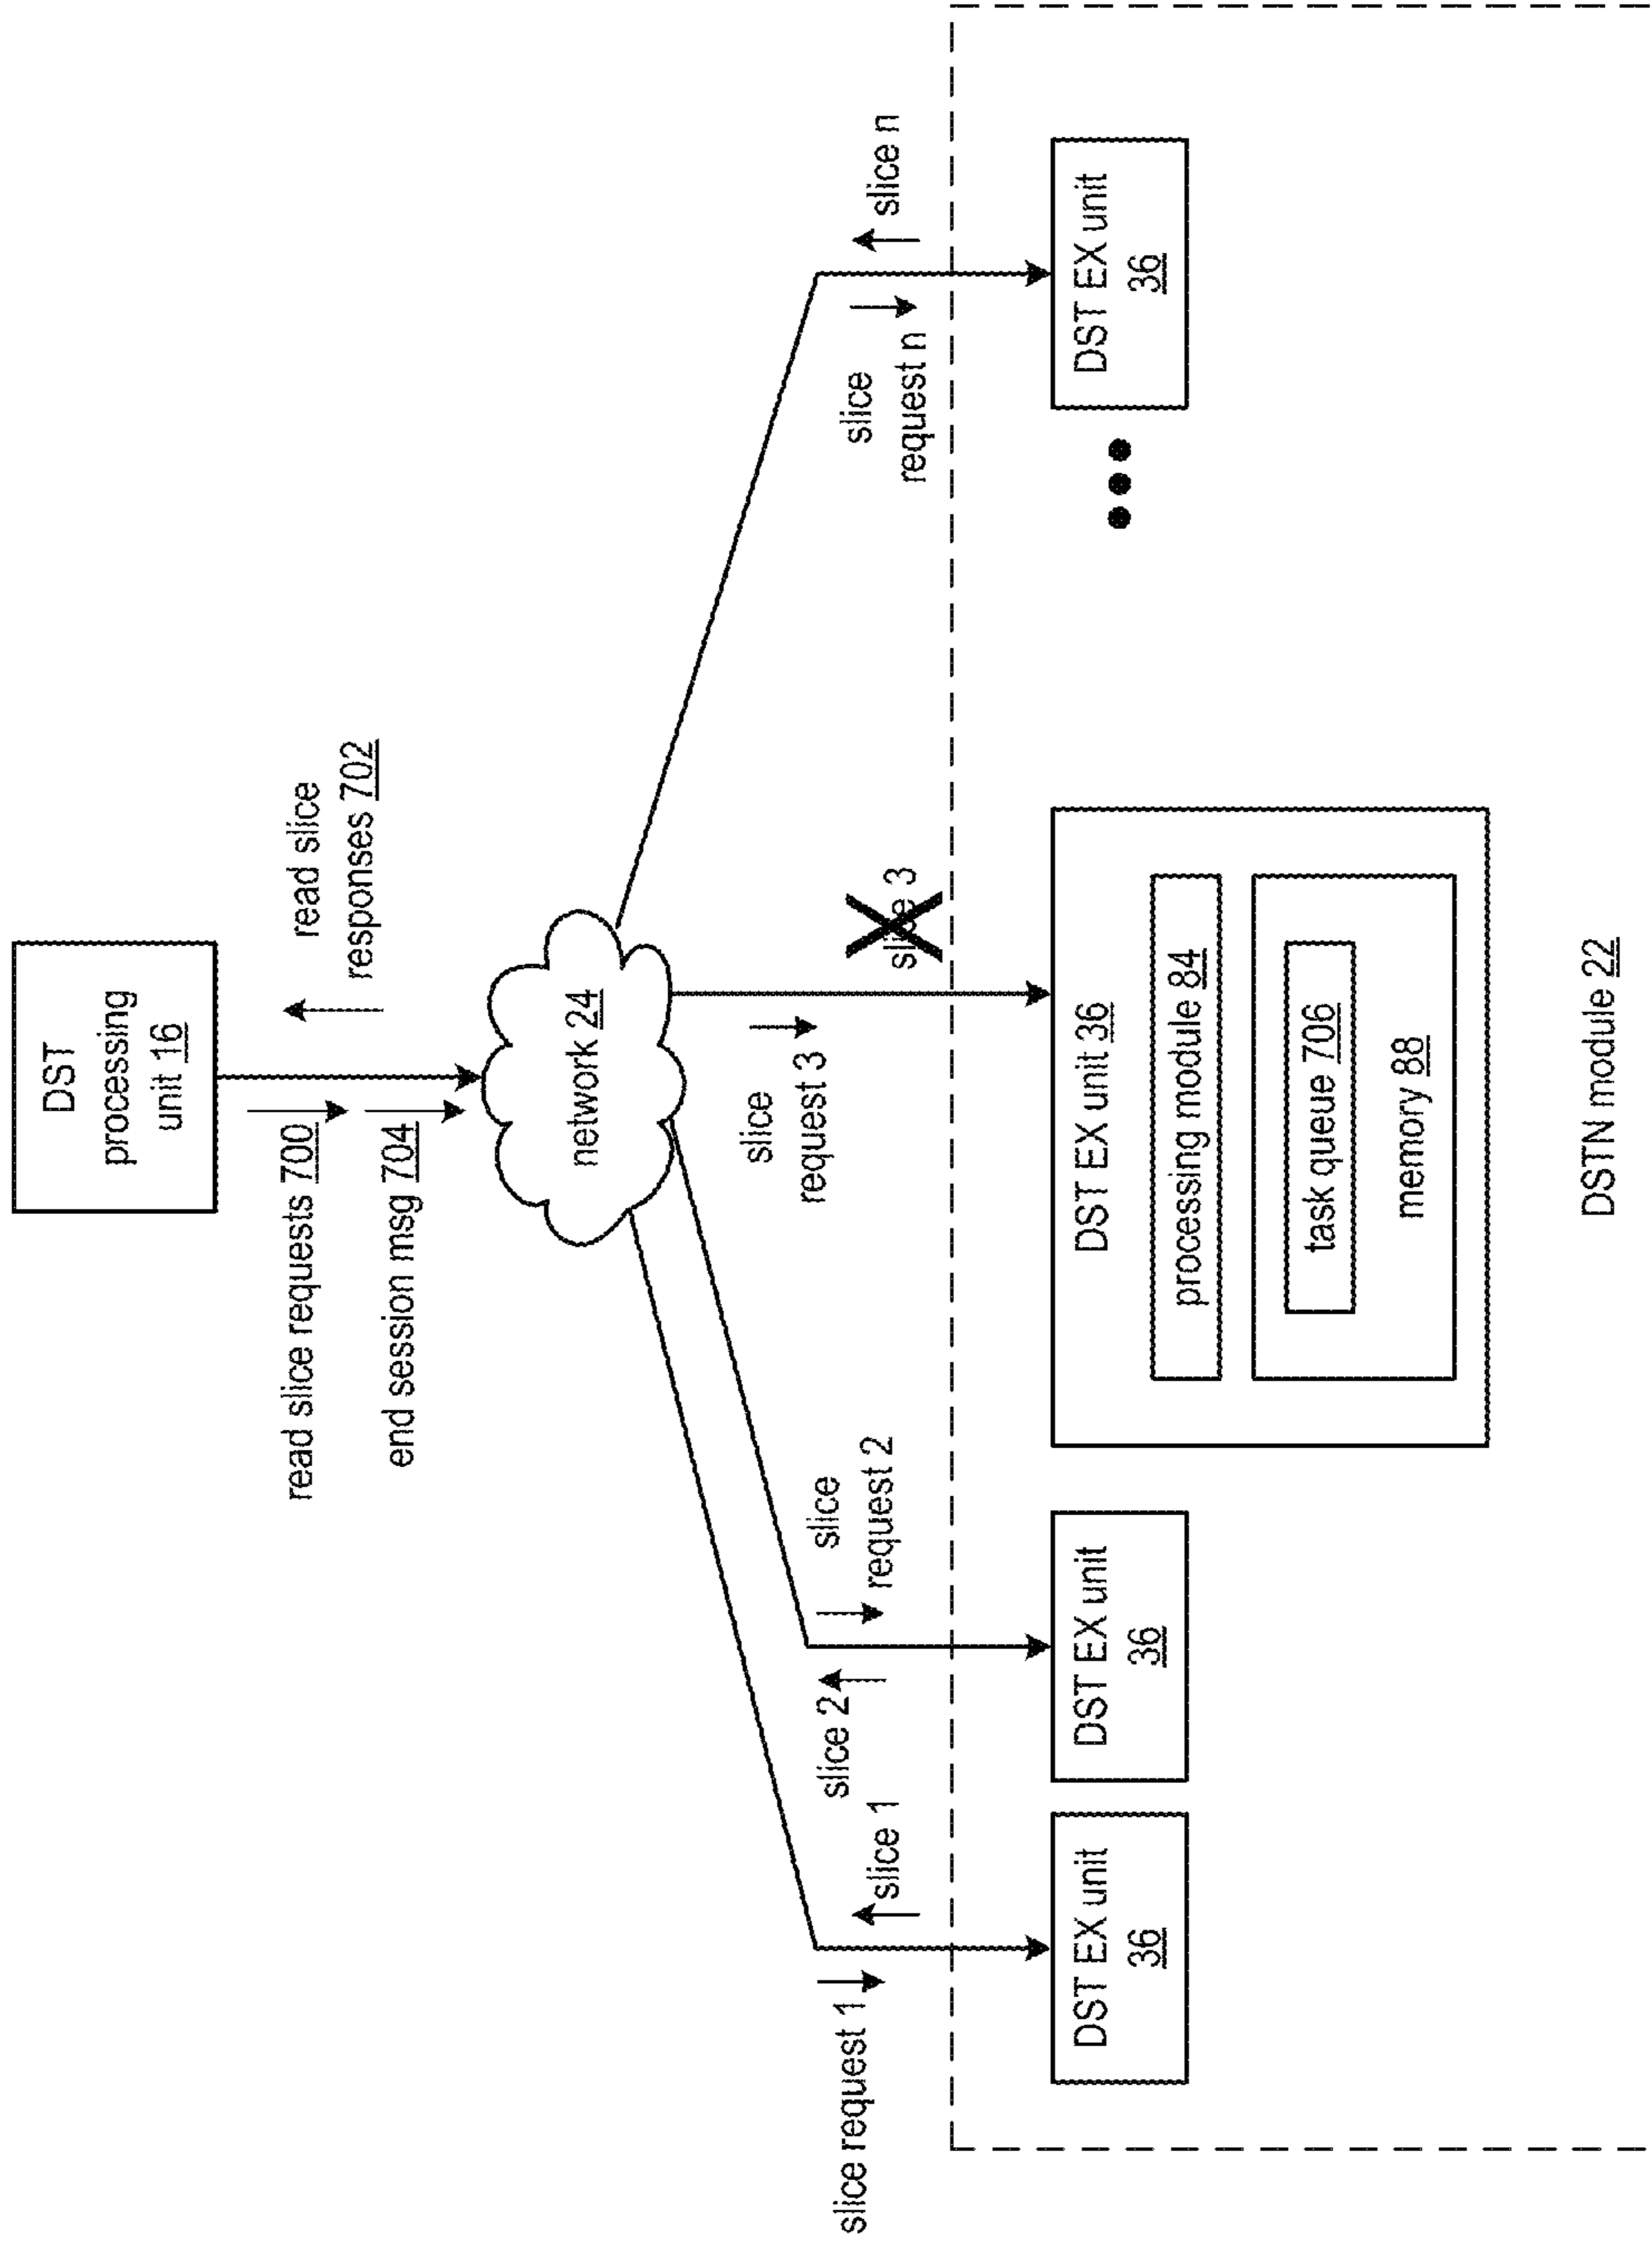 DST
processing
unit 16
read slice requests 700
end session msg 704
read slice
responses 702
network 24
slice request 1
slice 1
slice 2
slice
request 2
slice
request 3
slice 3
slice
request n
slice n
DST EX unit
36
DST EX unit
36
DST EX unit 36
processing module 84
task queue 706
memory 88
DST EX unit
36
DSTN module 22